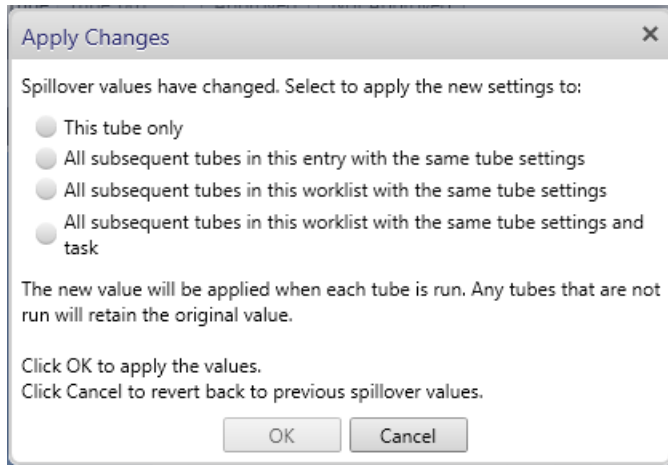 Apply Changes
Spillover values have changed. Select to apply the new settings to:
This tube only
All subsequent tubes in this entry with the same tube settings
All subsequent tubes in this worklist with the same tube settings
All subsequent tubes in this worklist with the same tube settings and
task
The new value will be applied when each tube is run. Any tubes that are not
run will retain the original value.
Click OK to apply the values.
Click Cancel to revert back to previous spillover values.
OK
Cancel